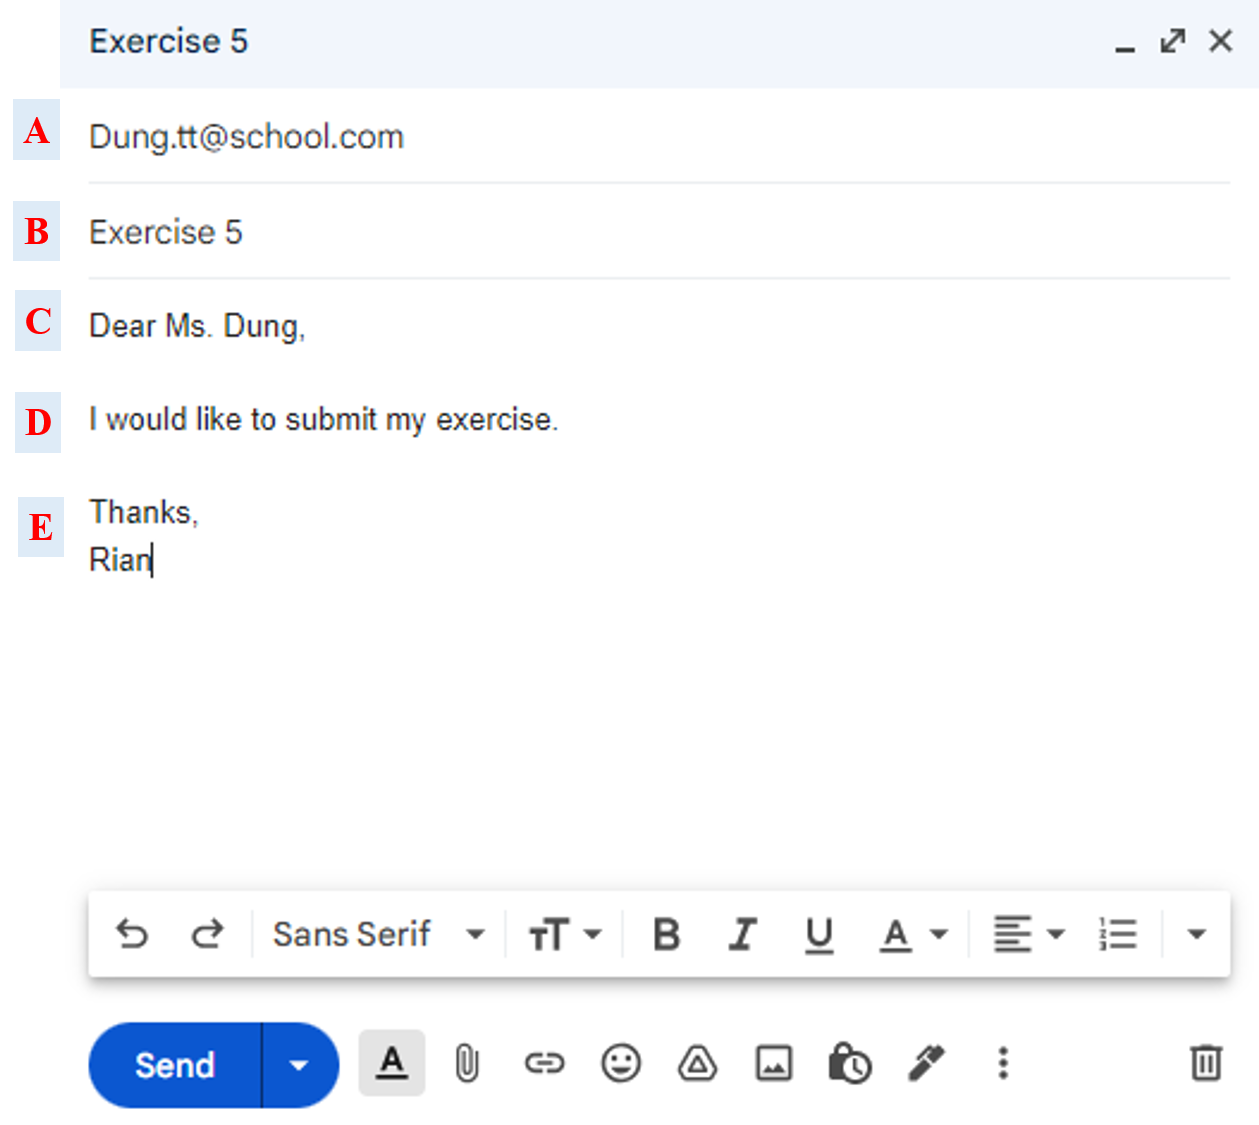 Exercise 5
A Dung.tt@school.com
B Exercise 5
C Dear Ms. Dung,
D I would like to submit my exercise.
E Thanks,
Rian
Sans Serif
Send